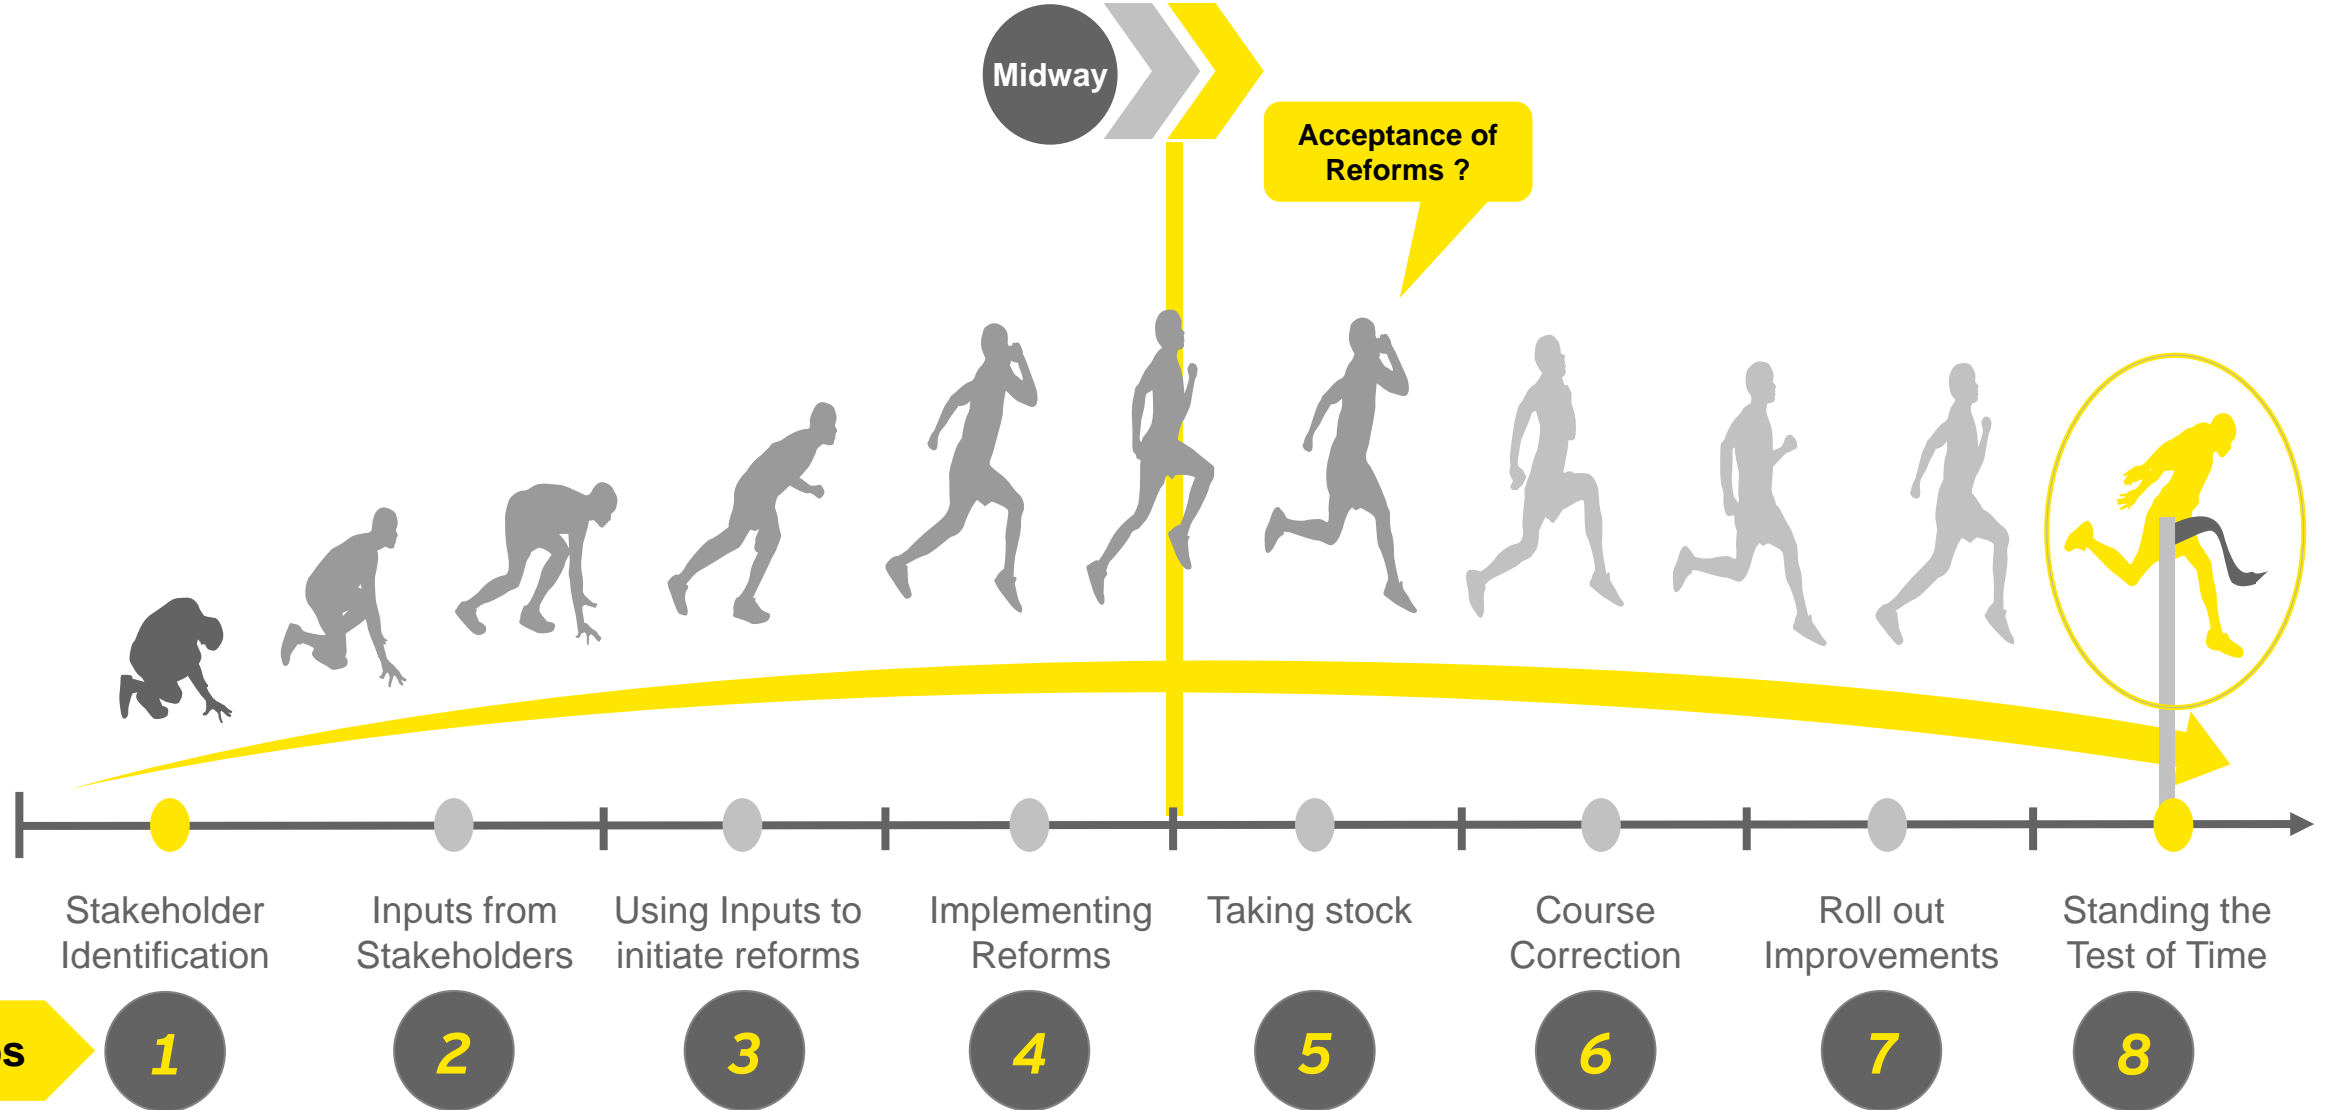 Midway
Acceptance of
Reforms ?
Stakeholder
Identification
Inputs from
Stakeholders
Using Inputs to
initiate reforms
Implementing
Reforms
Taking stock
Course
Correction
Roll out
Improvements
Standing the
Test of Time
1
2
3
4
5
6
7
8